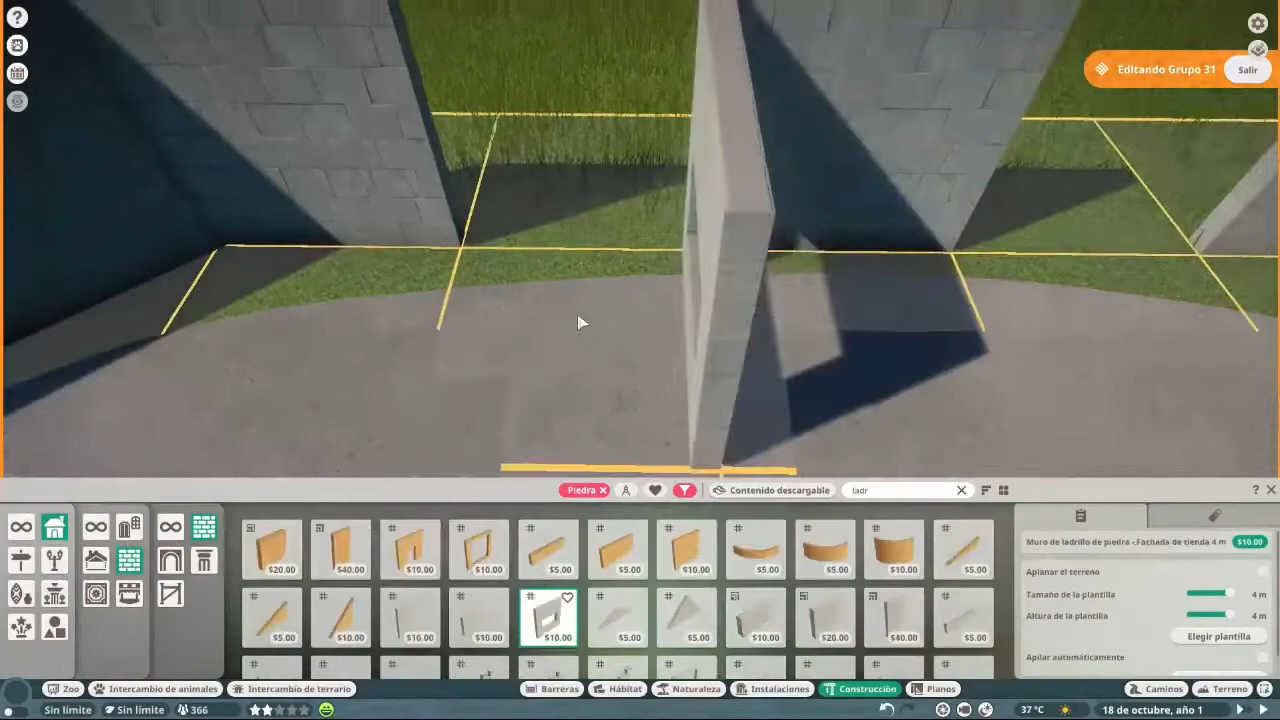 ?
Editando Grupo 31
Salir
Piedra ×
Contenido descargable
ladr
? ×
$20.00 $40.00 $10.00 $10.00 $5.00 $5.00 $10.00 $5.00 $5.00 $10.00 $5.00
$5.00 $10.00 $10.00 $10.00 $10.00 $5.00 $5.00 $10.00 $20.00 $40.00 $5.00
Muro de ladrillo de piedra - Fachada de tienda 4 m $10.00
Aplanar el terreno
Tamaño de la plantilla 4 m
Altura de la plantilla 4 m
Elegir plantilla
Apilar automáticamente
Zoo Intercambio de animales Intercambio de terrario Barreras Hábitat Naturaleza Instalaciones Construcción Planos Caminos Terreno
Sin límite Sin límite 366 37 °C 18 de octubre, año 1